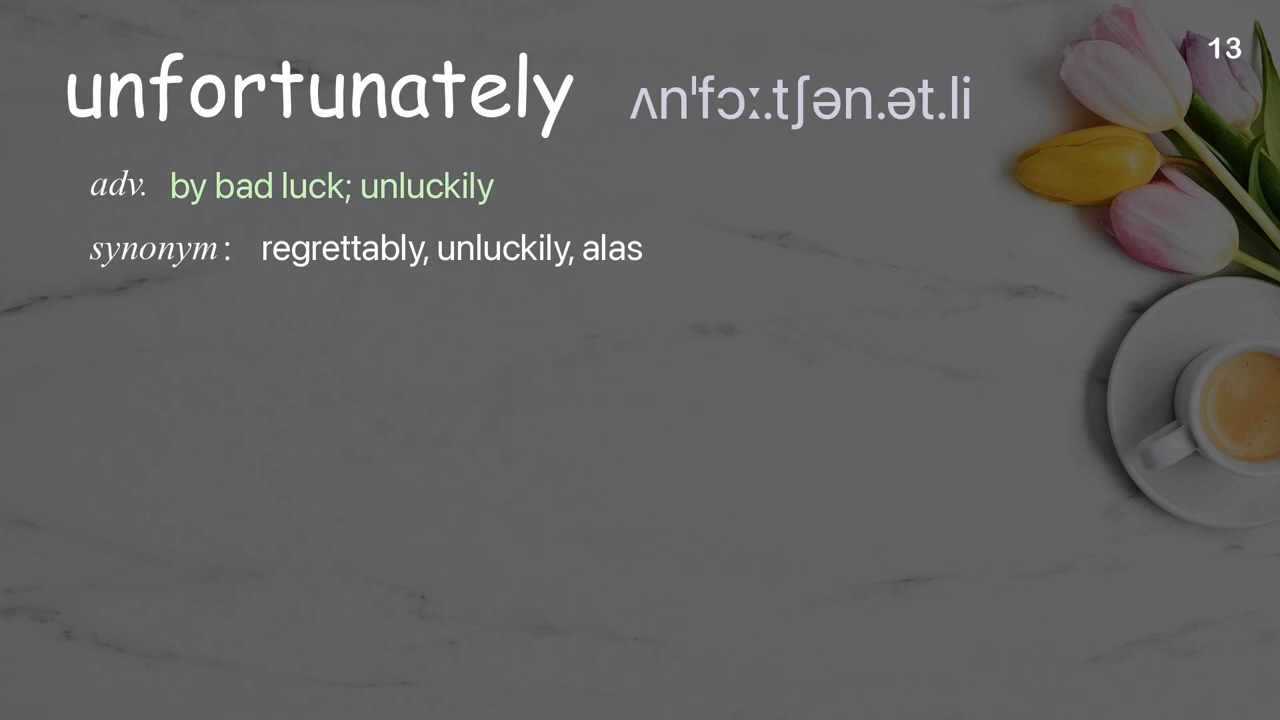 13
unfortunately ʌnˈfɔː.tʃən.ət.li
adv. by bad luck; unluckily
synonym: regrettably, unluckily, alas